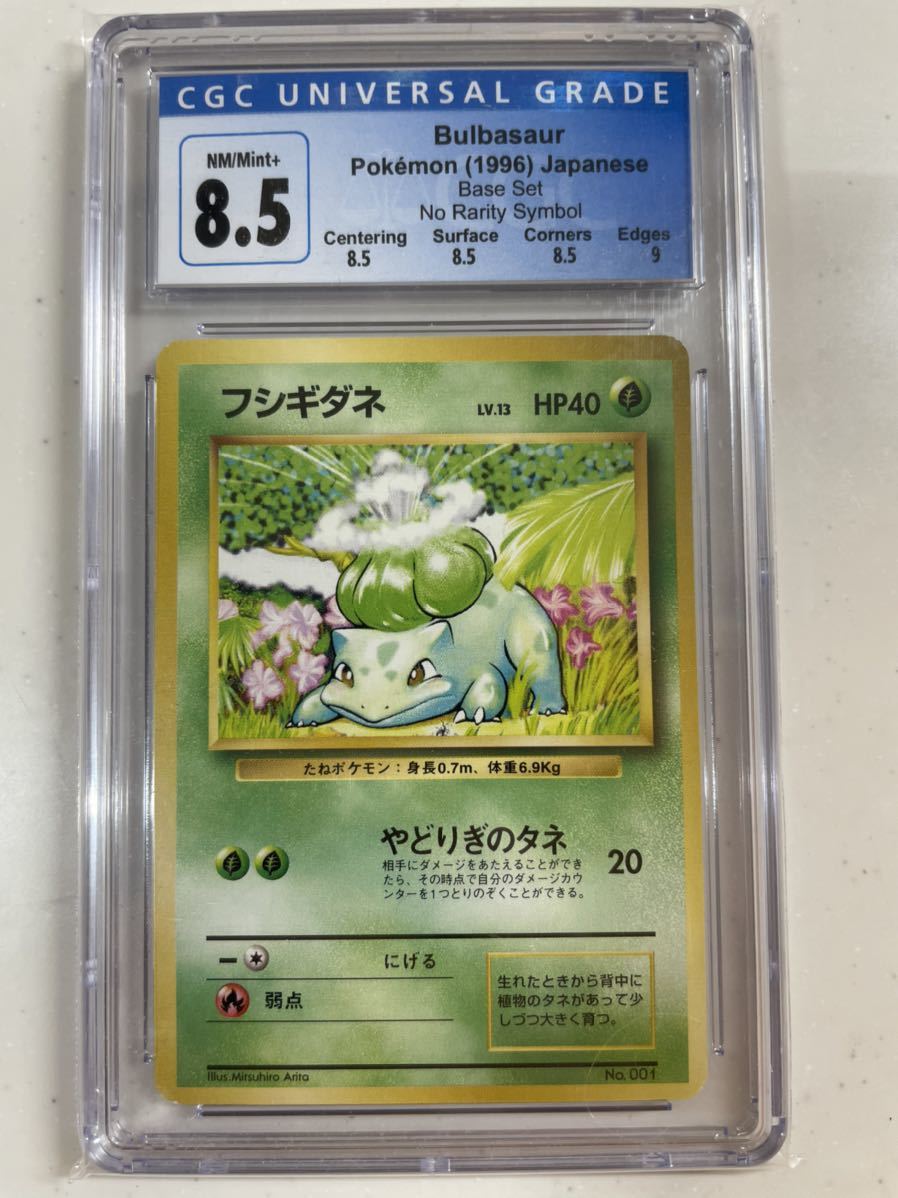 CGC UNIVERSAL GRADE
NM/Mint+
8.5
Bulbasaur
Pokémon (1996) Japanese
Base Set
No Rarity Symbol
Centering Surface Corners Edges
8.5 8.5 8.5 9
フシギダネ LV.13 HP40
たねポケモン：身長0.7m、体重6.9Kg
やどりぎのタネ 20
相手にダメージをあたえることができ
たら、その時点で自分のダメージカウ
ンターを1つとりのぞくことができる。
にげる
弱点
生れたときから背中に
植物のタネがあって少
しづつ大きく育つ。
Illus.Mitsuhiro Arita No. 001